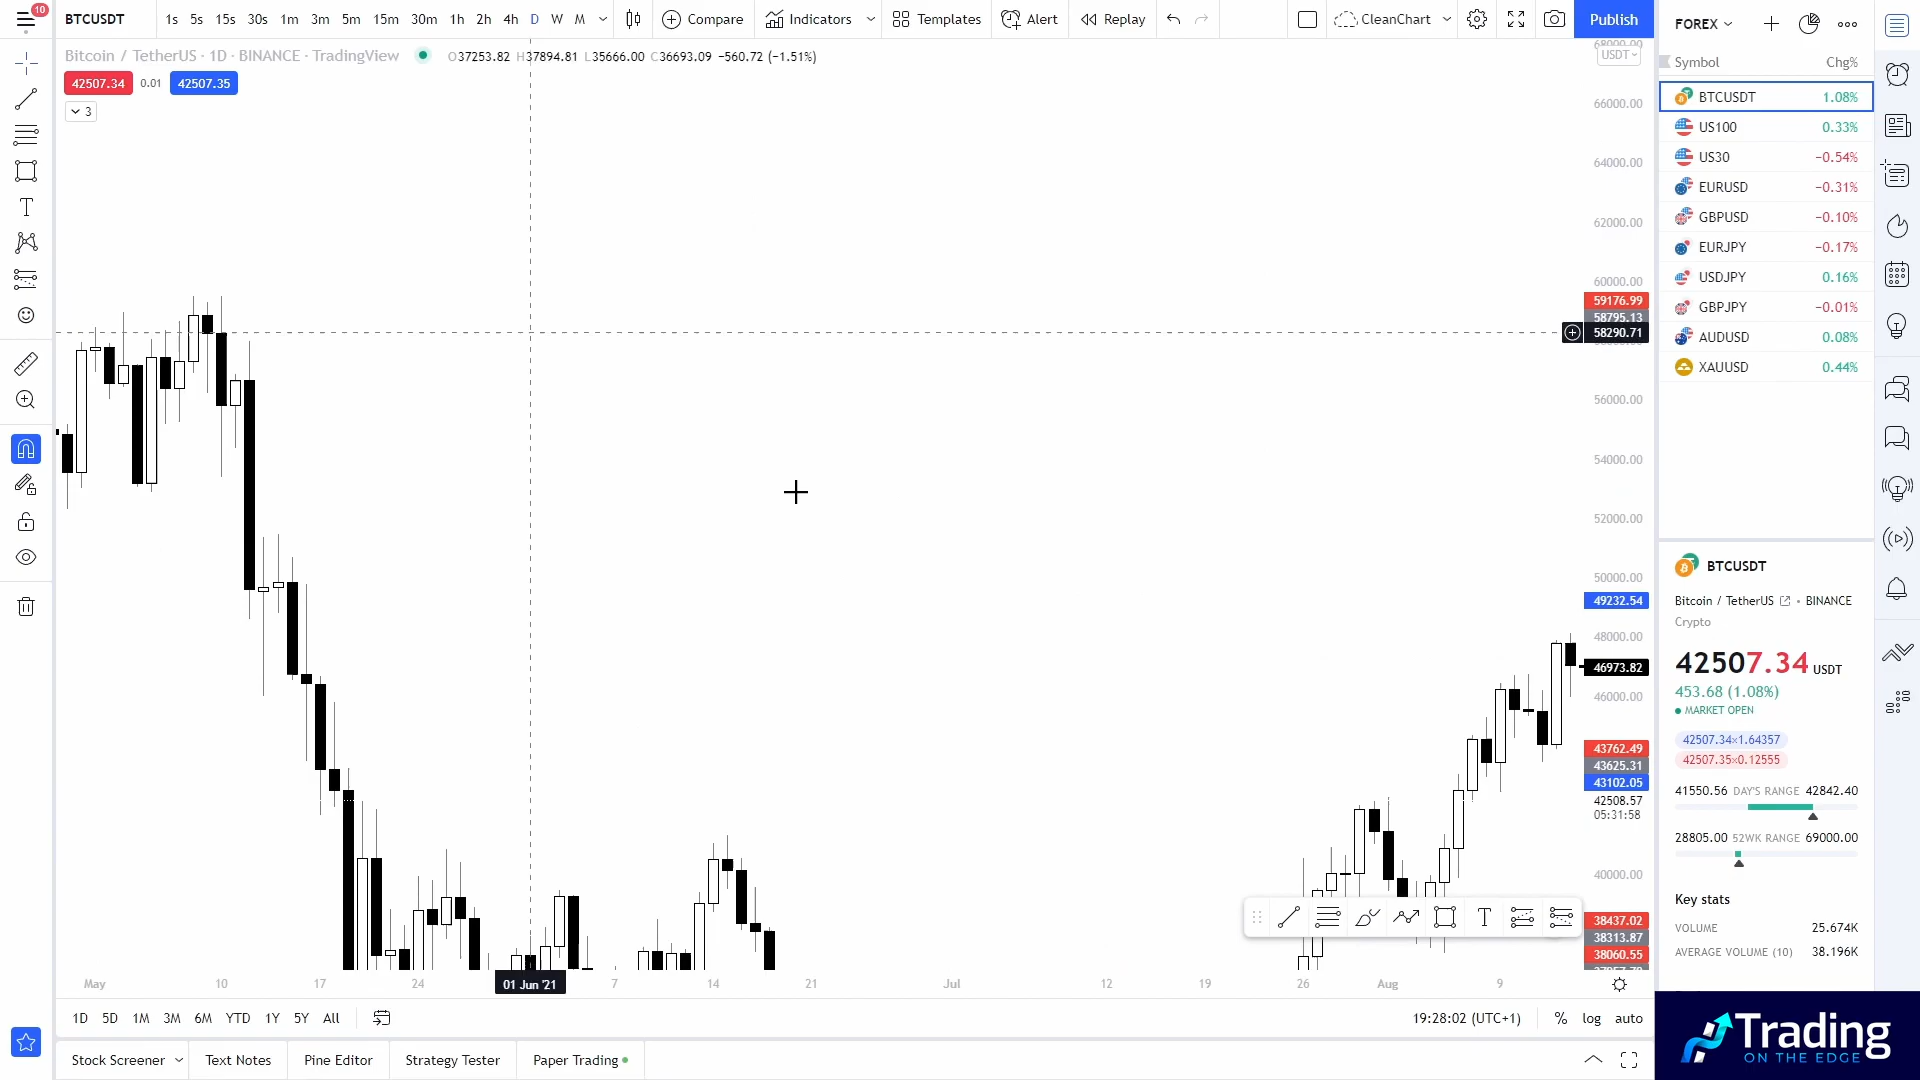 10
BTCUSDT
1s 5s 15s 30s 1m 3m 5m 15m 30m 1h 2h 4h D W M
Compare
Indicators
Templates
Alert
Replay
CleanChart
Publish
Bitcoin / TetherUS · 1D · BINANCE · TradingView
O37253.82 H37894.81 L35666.00 C36693.09 −560.72 (−1.51%)
42507.34 0.01 42507.35
3
USDT
66000.00
64000.00
62000.00
60000.00
59176.99
58795.13
58290.71
56000.00
54000.00
52000.00
50000.00
49232.54
48000.00
46973.82
46000.00
43762.49
43625.31
43102.05
42508.57
05:31:58
40000.00
38437.02
38313.87
38060.55
May 10 17 24 01 Jun '21 7 14 21 Jul 12 19 26 Aug 9
1D 5D 1M 3M 6M YTD 1Y 5Y All
19:28:02 (UTC+1) % log auto
Stock Screener Text Notes Pine Editor Strategy Tester Paper Trading
FOREX
Symbol Chg%
BTCUSDT 1.08%
US100 0.33%
US30 −0.54%
EURUSD −0.31%
GBPUSD −0.10%
EURJPY −0.17%
USDJPY 0.16%
GBPJPY −0.01%
AUDUSD 0.08%
XAUUSD 0.44%
BTCUSDT
Bitcoin / TetherUS • BINANCE
Crypto
42507.34 USDT
453.68 (1.08%)
MARKET OPEN
42507.34×1.64357
42507.35×0.12555
41550.56 DAY'S RANGE 42842.40
28805.00 52WK RANGE 69000.00
Key stats
VOLUME 25.674K
AVERAGE VOLUME (10) 38.196K
Trading
ON THE EDGE